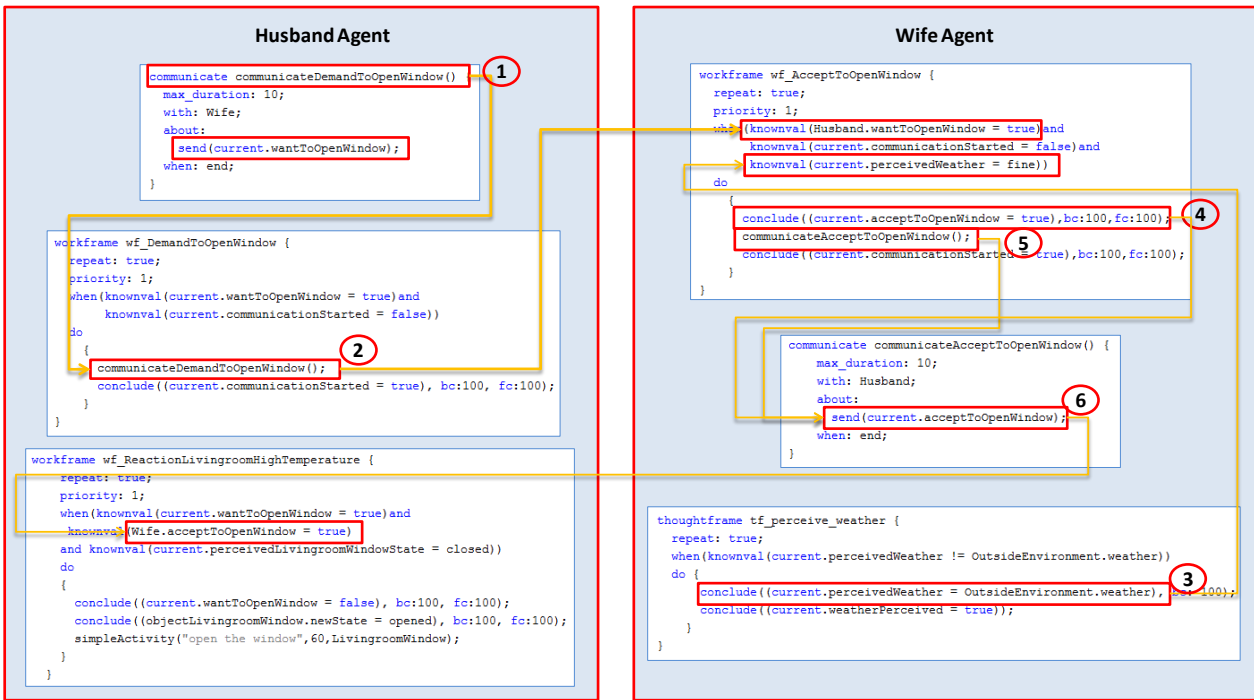 Husband Agent
communicate communicateDemandToOpenWindow()
1
max_duration: 10;
with: Wife;
about:
send(current.wantToOpenWindow);
when: end;
}
workframe wf_DemandToOpenWindow {
repeat: true;
priority: 1;
when(knownval(current.wantToOpenWindow = true)and
knownval(current.communicationStarted = false))
do
{
2
communicateDemandToOpenWindow();
conclude((current.communicationStarted = true), bc:100, fc:100);
}
}
workframe wf_ReactionLivingroomHighTemperature {
repeat: true;
priority: 1;
when(knownval(current.wantToOpenWindow = true)and
knownval(Wife.acceptToOpenWindow = true)
and knownval(current.perceivedLivingroomWindowState = closed))
do
{
conclude((current.wantToOpenWindow = false), bc:100, fc:100);
conclude((objectLivingroomWindow.newState = opened), bc:100, fc:100);
simpleActivity("open the window",60,LivingroomWindow);
}
}
Wife Agent
workframe wf_AcceptToOpenWindow {
repeat: true;
priority: 1;
when(knownval(Husband.wantToOpenWindow = true)and
knownval(current.communicationStarted = false)and
knownval(current.perceivedWeather = fine))
do
{
conclude((current.acceptToOpenWindow = true),bc:100,fc:100);
4
communicateAcceptToOpenWindow();
5
conclude((current.communicationStarted = true),bc:100,fc:100);
}
}
communicate communicateAcceptToOpenWindow() {
max_duration: 10;
with: Husband;
about:
send(current.acceptToOpenWindow);
6
when: end;
}
thoughtframe tf_perceive_weather {
repeat: true;
when(knownval(current.perceivedWeather != OutsideEnvironment.weather))
do {
3
conclude((current.perceivedWeather = OutsideEnvironment.weather), 100);
conclude((current.weatherPerceived = true));
}
}